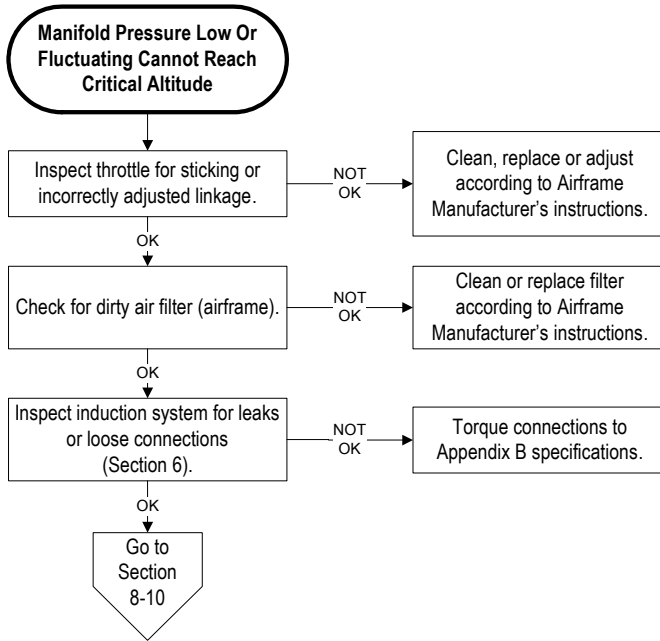 Manifold Pressure Low Or
Fluctuating Cannot Reach
Critical Altitude
Inspect throttle for sticking or
incorrectly adjusted linkage.
NOT
OK
Clean, replace or adjust
according to Airframe
Manufacturer's instructions.
OK
Check for dirty air filter (airframe).
NOT
OK
Clean or replace filter
according to Airframe
Manufacturer's instructions.
OK
Inspect induction system for leaks
or loose connections
(Section 6).
NOT
OK
Torque connections to
Appendix B specifications.
OK
Go to
Section
8-10